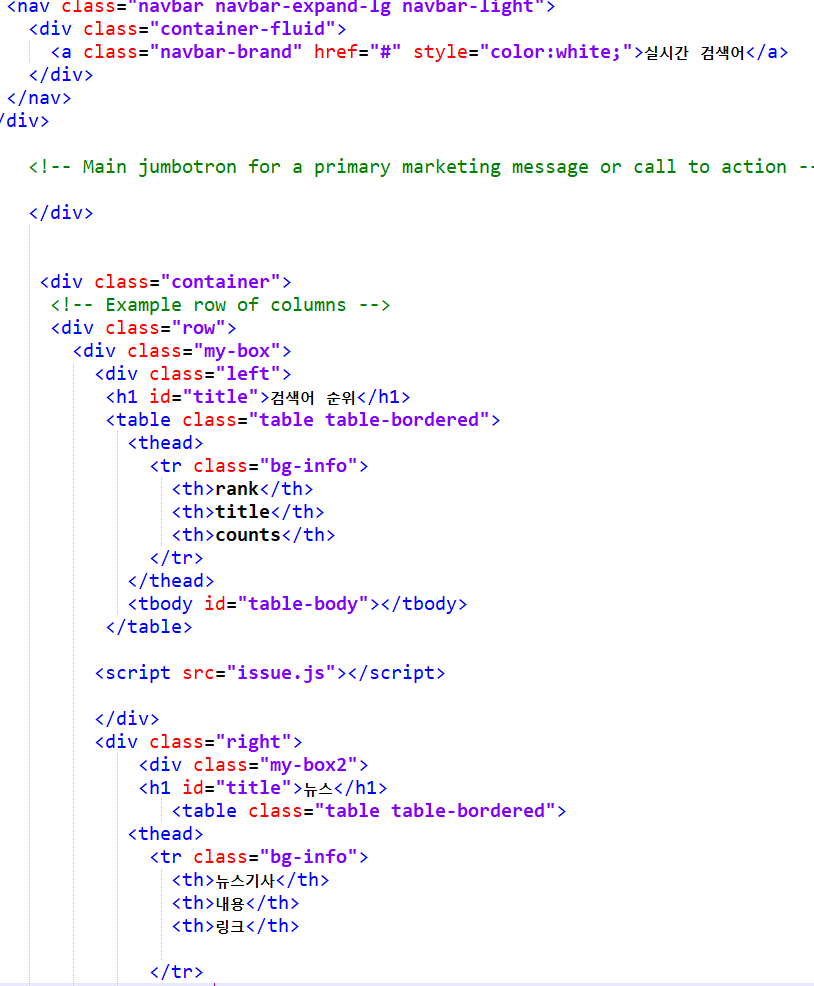 <nav class="navbar navbar-expand-lg navbar-light">
<div class="container-fluid">
<a class="navbar-brand" href="#" style="color:white;">실시간 검색어</a>
</div>
</nav>
/div>
<!-- Main jumbotron for a primary marketing message or call to action --
</div>
<div class="container">
<!-- Example row of columns -->
<div class="row">
<div class="my-box">
<div class="left">
<h1 id="title">검색어 순위</h1>
<table class="table table-bordered">
<thead>
<tr class="bg-info">
<th>rank</th>
<th>title</th>
<th>counts</th>
</tr>
</thead>
<tbody id="table-body"></tbody>
</table>
<script src="issue.js"></script>
</div>
<div class="right">
<div class="my-box2">
<h1 id="title">뉴스</h1>
<table class="table table-bordered">
<thead>
<tr class="bg-info">
<th>뉴스기사</th>
<th>내용</th>
<th>링크</th>
</tr>